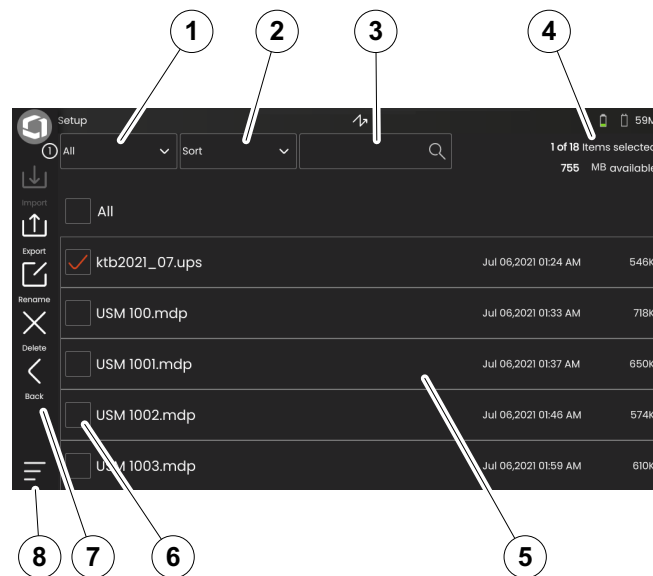 1 2 3 4
Setup 59M
1 All Sort 1 of 18 Items selected
755 MB available
Import
All
Export
ktb2021_07.ups Jul 06,2021 01:24 AM 546K
Rename
USM 100.mdp Jul 06,2021 01:33 AM 718K
Delete
USM 1001.mdp Jul 06,2021 01:37 AM 650K
Back
USM 1002.mdp Jul 06,2021 01:46 AM 574K
USM 1003.mdp Jul 06,2021 01:59 AM 610K
8 7 6 5